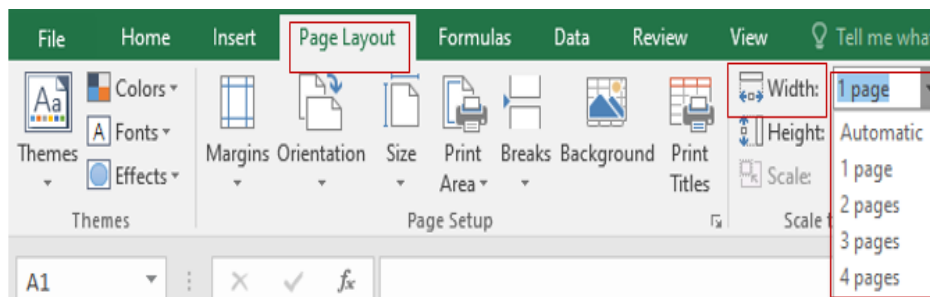 File Home Insert Page Layout Formulas Data Review View Tell me wha
Aa Colors Width: 1 page
A Fonts Height: Automatic
Themes Effects Margins Orientation Size Print Area Breaks Background Print Titles Scale: 1 page
2 pages
Themes Page Setup Scale t
3 pages
A1 fx 4 pages